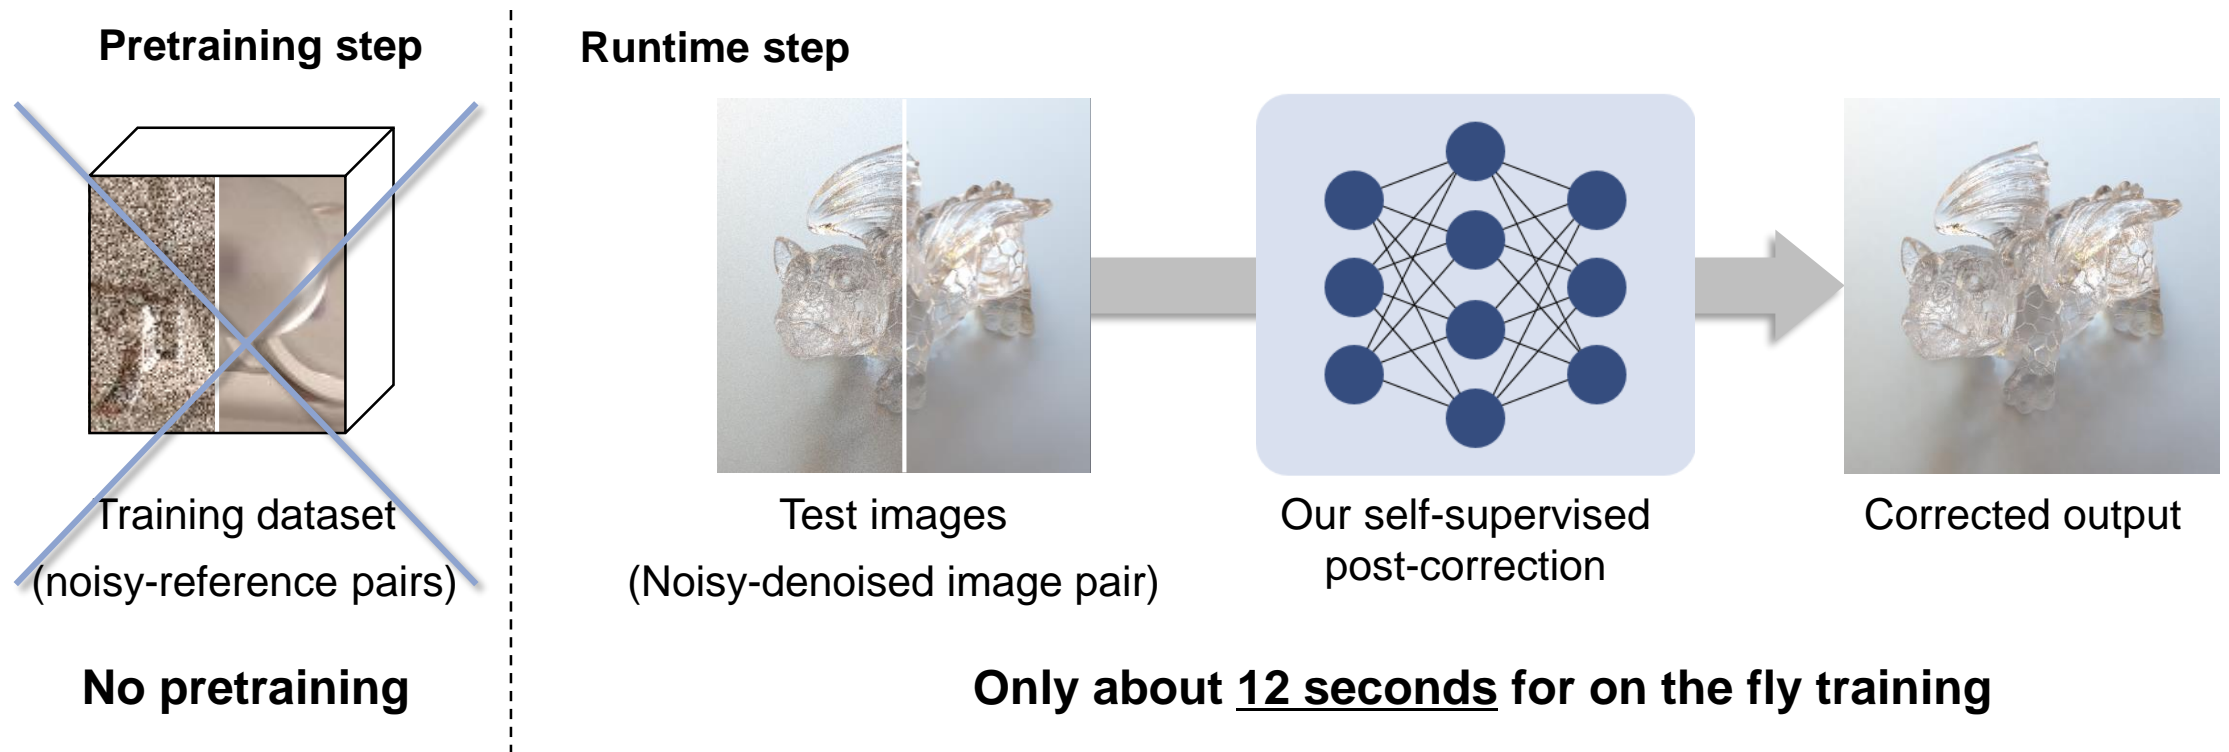 Pretraining step
Training dataset
(noisy-reference pairs)
No pretraining
Runtime step
Test images
(Noisy-denoised image pair)
Our self-supervised
post-correction
Corrected output
Only about 12 seconds for on the fly training